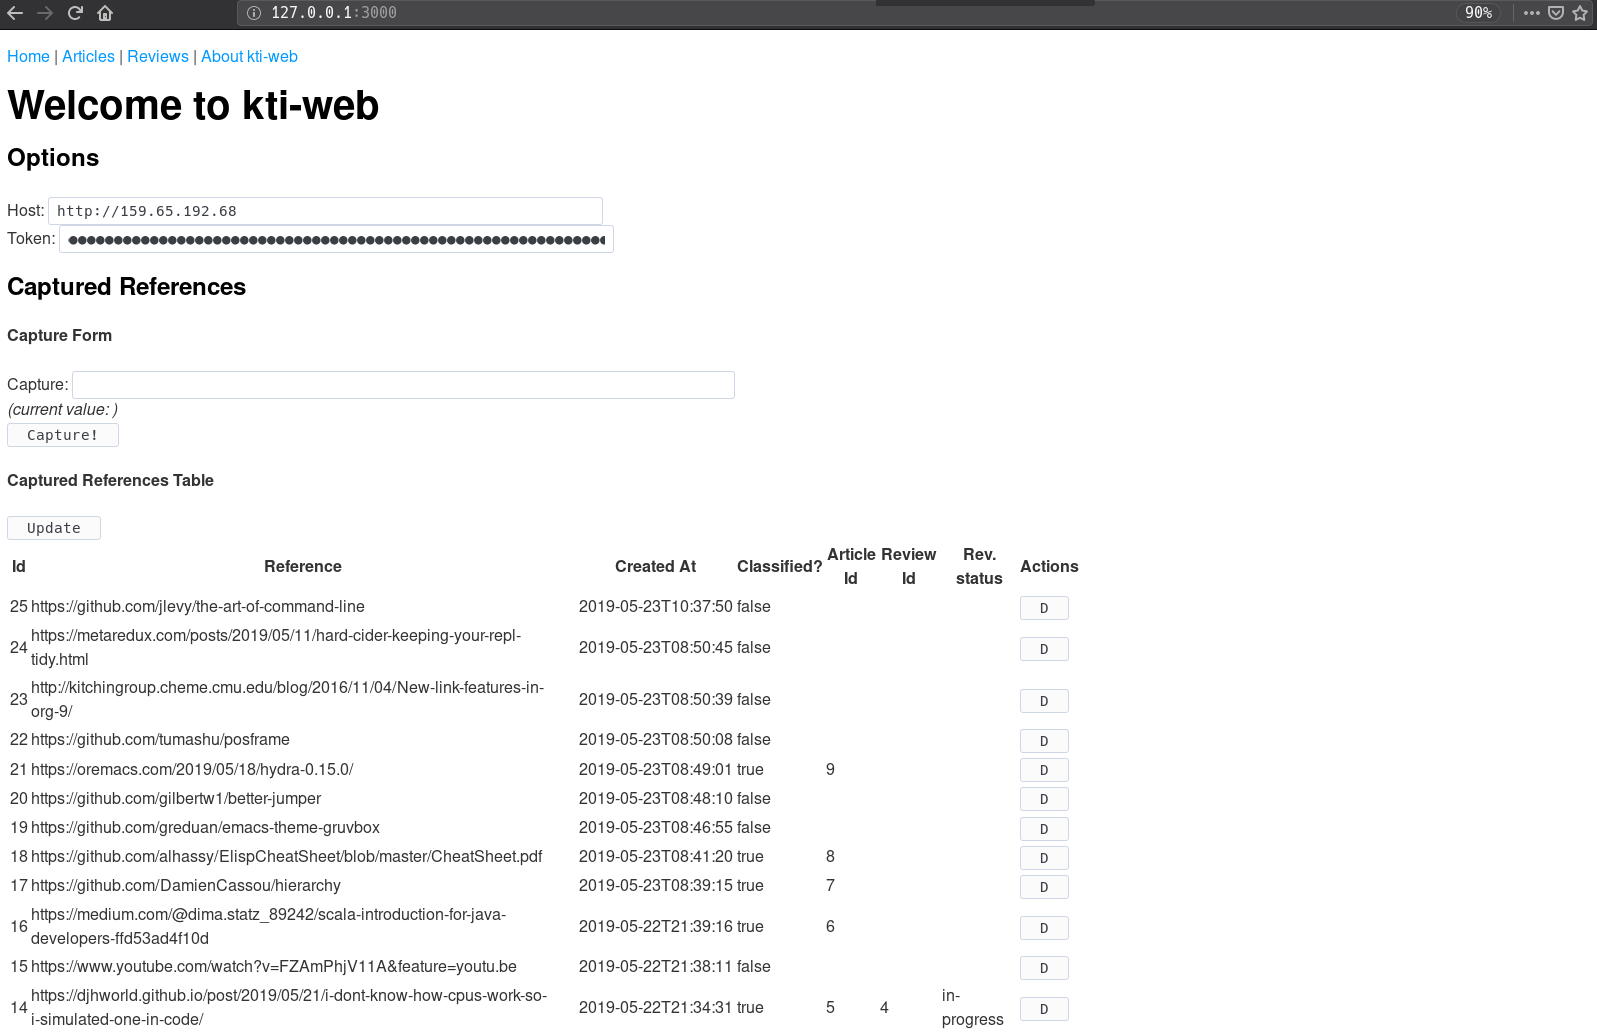 127.0.0.1:3000
90%
Home | Articles | Reviews | About kti-web
Welcome to kti-web
Options
Host: http://159.65.192.68
Token: ●●●●●●●●●●●●●●●●●●●●●●●●●●●●●●●●●●●●●●●●●●●●●●●●●●●●●●●●●●●●
Captured References
Capture Form
Capture:
(current value: )
Capture!
Captured References Table
Update
Id Reference Created At Classified? Article Id Review Id Rev. status Actions
25 https://github.com/jlevy/the-art-of-command-line 2019-05-23T10:37:50 false D
24 https://metaredux.com/posts/2019/05/11/hard-cider-keeping-your-repl-
tidy.html 2019-05-23T08:50:45 false D
23 http://kitchingroup.cheme.cmu.edu/blog/2016/11/04/New-link-features-in-
org-9/ 2019-05-23T08:50:39 false D
22 https://github.com/tumashu/posframe 2019-05-23T08:50:08 false D
21 https://oremacs.com/2019/05/18/hydra-0.15.0/ 2019-05-23T08:49:01 true 9 D
20 https://github.com/gilbertw1/better-jumper 2019-05-23T08:48:10 false D
19 https://github.com/greduan/emacs-theme-gruvbox 2019-05-23T08:46:55 false D
18 https://github.com/alhassy/ElispCheatSheet/blob/master/CheatSheet.pdf 2019-05-23T08:41:20 true 8 D
17 https://github.com/DamienCassou/hierarchy 2019-05-23T08:39:15 true 7 D
16 https://medium.com/@dima.statz_89242/scala-introduction-for-java-
developers-ffd53ad4f10d 2019-05-22T21:39:16 true 6 D
15 https://www.youtube.com/watch?v=FZAmPhjV11A&feature=youtu.be 2019-05-22T21:38:11 false D
14 https://djhworld.github.io/post/2019/05/21/i-dont-know-how-cpus-work-so-
i-simulated-one-in-code/ 2019-05-22T21:34:31 true 5 4 in-progress D